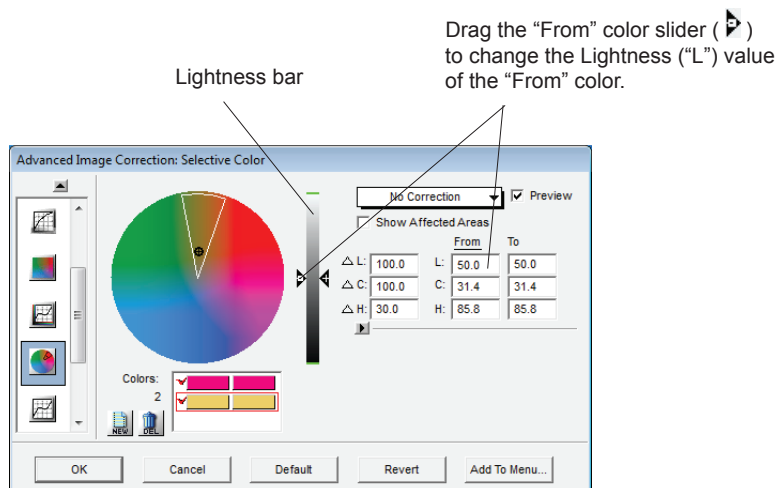 Drag the “From” color slider ( )
to change the Lightness (“L”) value
of the “From” color.
Lightness bar
Advanced Image Correction: Selective Color
No Correction
Preview
Show Affected Areas
From To
△ L: 100.0 L: 50.0 50.0
△ C: 100.0 C: 31.4 31.4
△ H: 30.0 H: 85.8 85.8
Colors:
2
NEW DEL
OK Cancel Default Revert Add To Menu...